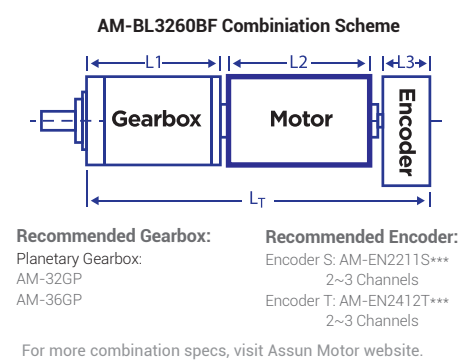 AM-BL3260BF Combiniation Scheme
L1 L2 L3
Gearbox Motor Encoder
LT
Recommended Gearbox:
Planetary Gearbox:
AM-32GP
AM-36GP
Recommended Encoder:
Encoder S: AM-EN2211S***
2~3 Channels
Encoder T: AM-EN2412T***
2~3 Channels
For more combination specs, visit Assun Motor website.